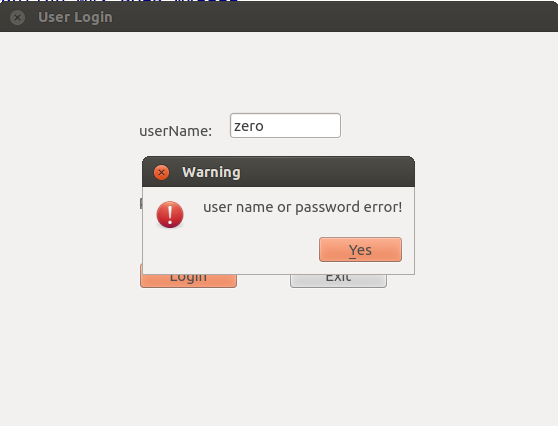 User Login
userName:
zero
Warning
user name or password error!
Yes
Login
Exit